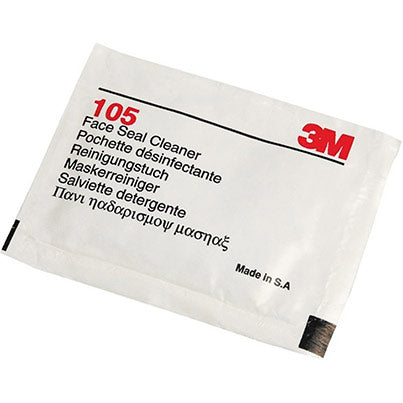 3M
105
Face Seal Cleaner
Pochette désinfectante
Reinigungstuch
Maskerreiniger
Salviette detergente
Πανι ηαδαρισμοψ μασηαξ
Made in S.A